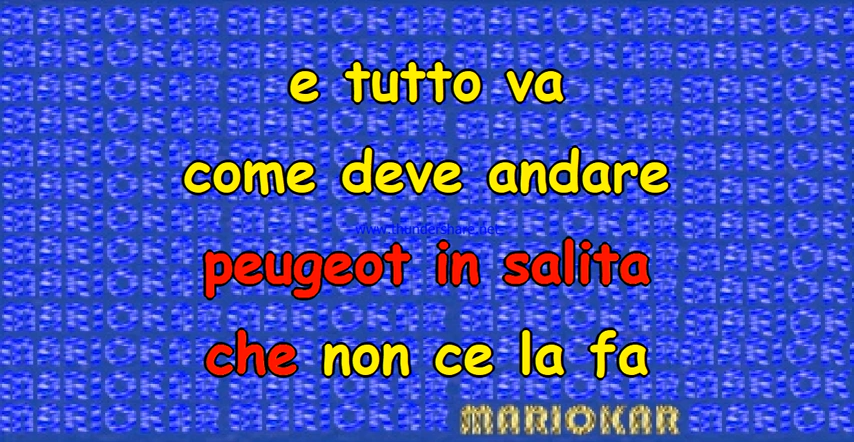 e tutto va
come deve andare
www.thundershare.net
peugeot in salita
che non ce la fa
MARIOKAR